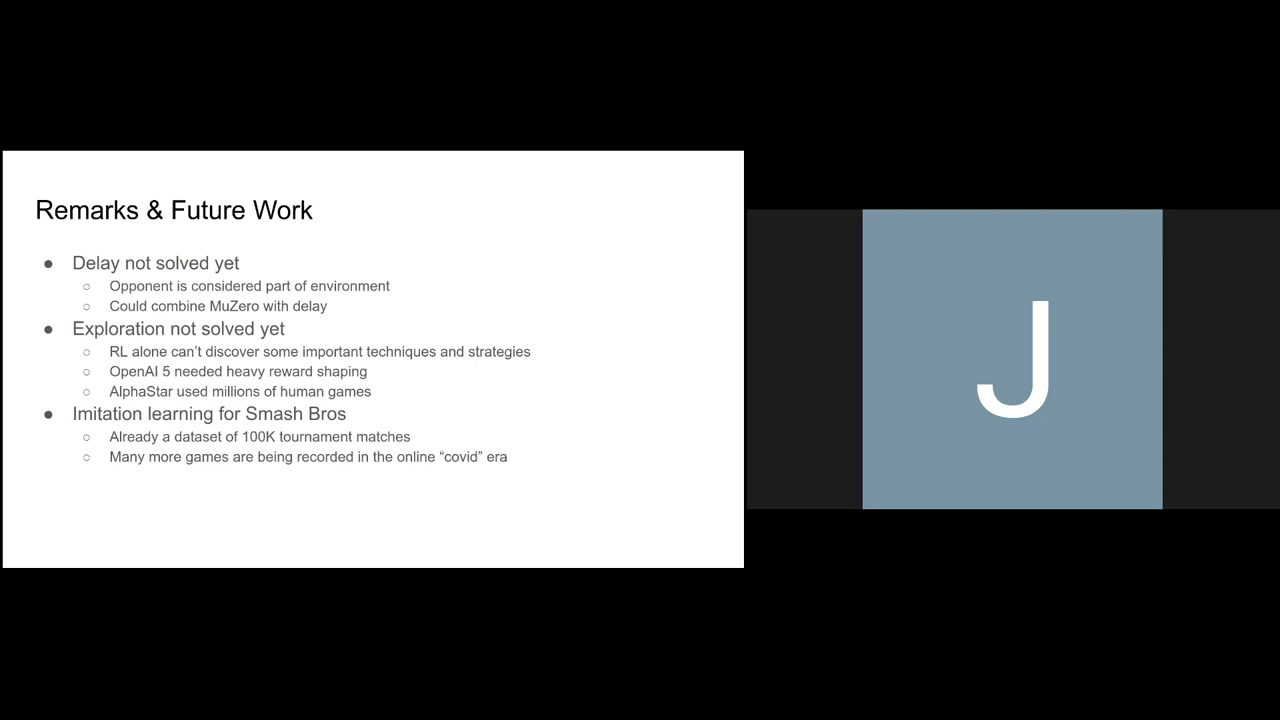 Remarks & Future Work
● Delay not solved yet
○ Opponent is considered part of environment
○ Could combine MuZero with delay
● Exploration not solved yet
○ RL alone can’t discover some important techniques and strategies
○ OpenAI 5 needed heavy reward shaping
○ AlphaStar used millions of human games
● Imitation learning for Smash Bros
○ Already a dataset of 100K tournament matches
○ Many more games are being recorded in the online “covid” era
J